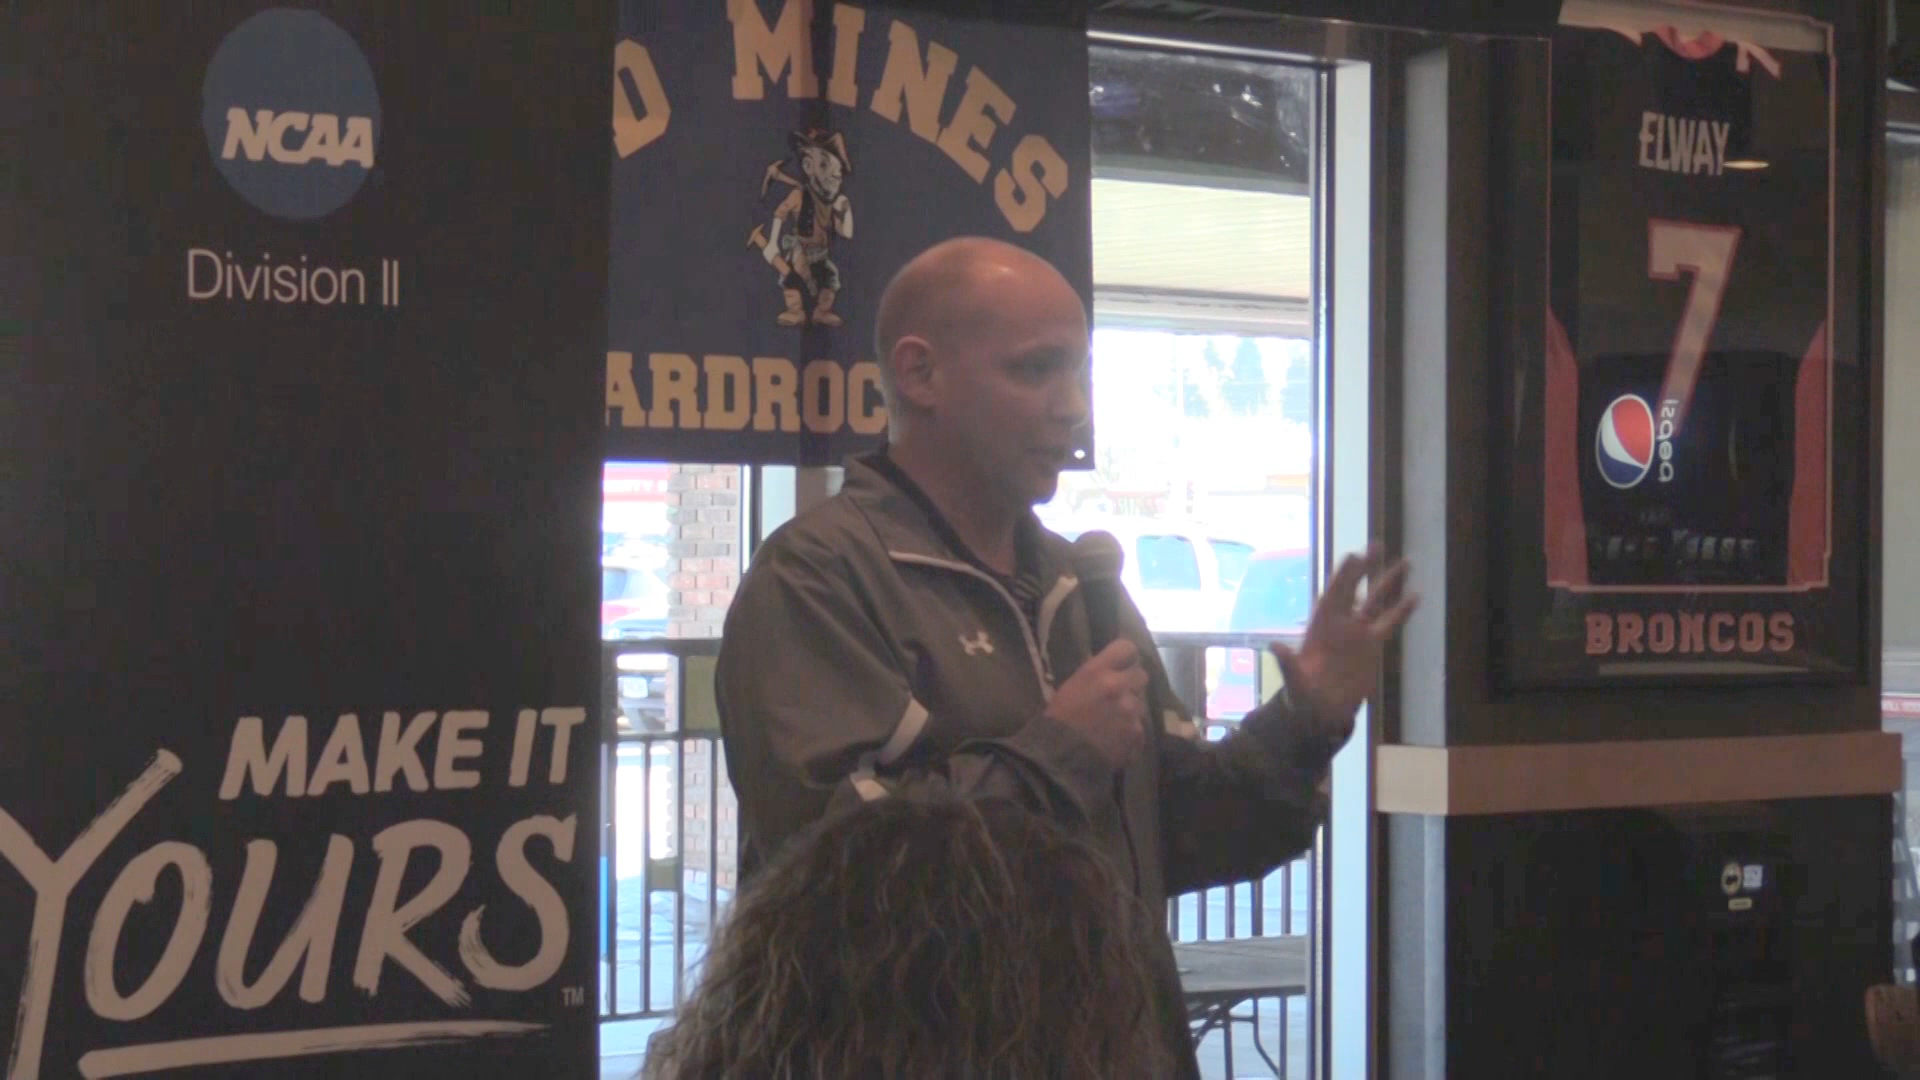 NCAA
Division II
MAKE IT
YOURS
TM
D MINES
ARDROC
ELWAY
7
pepsi
BRONCOS